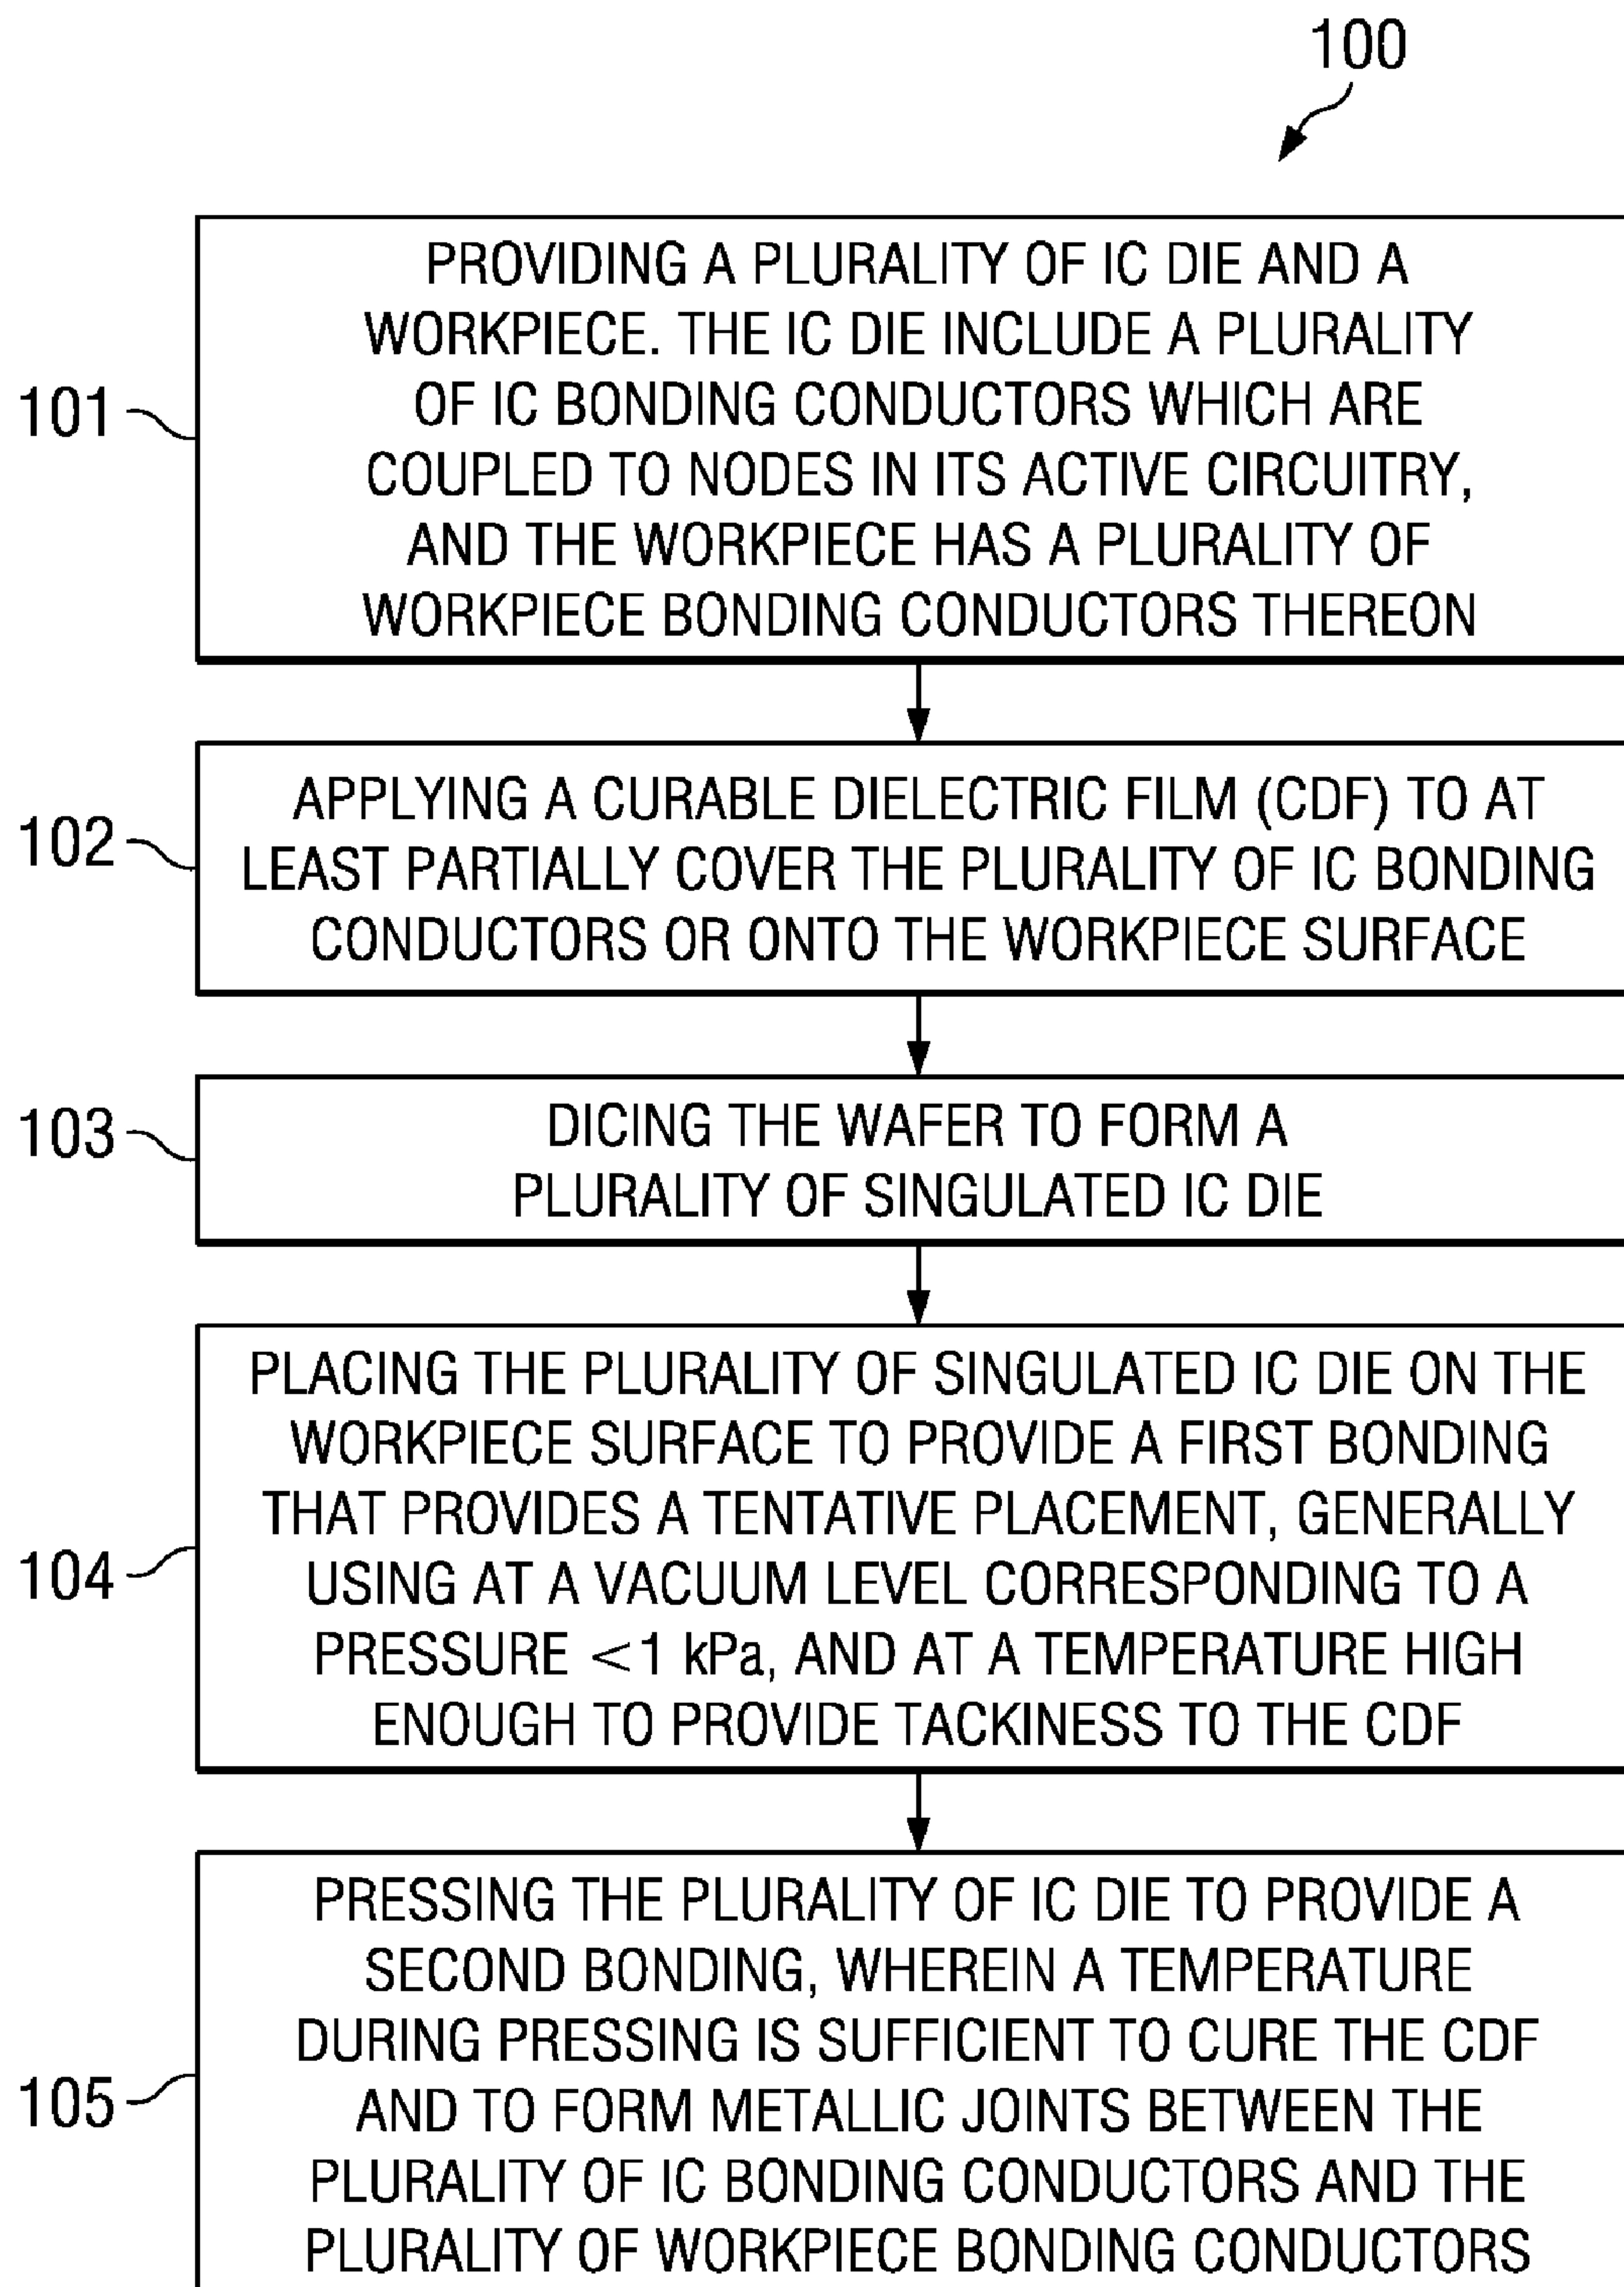 100
101
PROVIDING A PLURALITY OF IC DIE AND A
WORKPIECE. THE IC DIE INCLUDE A PLURALITY
OF IC BONDING CONDUCTORS WHICH ARE
COUPLED TO NODES IN ITS ACTIVE CIRCUITRY,
AND THE WORKPIECE HAS A PLURALITY OF
WORKPIECE BONDING CONDUCTORS THEREON
102
APPLYING A CURABLE DIELECTRIC FILM (CDF) TO AT
LEAST PARTIALLY COVER THE PLURALITY OF IC BONDING
CONDUCTORS OR ONTO THE WORKPIECE SURFACE
103
DICING THE WAFER TO FORM A
PLURALITY OF SINGULATED IC DIE
104
PLACING THE PLURALITY OF SINGULATED IC DIE ON THE
WORKPIECE SURFACE TO PROVIDE A FIRST BONDING
THAT PROVIDES A TENTATIVE PLACEMENT, GENERALLY
USING AT A VACUUM LEVEL CORRESPONDING TO A
PRESSURE <1 kPa, AND AT A TEMPERATURE HIGH
ENOUGH TO PROVIDE TACKINESS TO THE CDF
105
PRESSING THE PLURALITY OF IC DIE TO PROVIDE A
SECOND BONDING, WHEREIN A TEMPERATURE
DURING PRESSING IS SUFFICIENT TO CURE THE CDF
AND TO FORM METALLIC JOINTS BETWEEN THE
PLURALITY OF IC BONDING CONDUCTORS AND THE
PLURALITY OF WORKPIECE BONDING CONDUCTORS